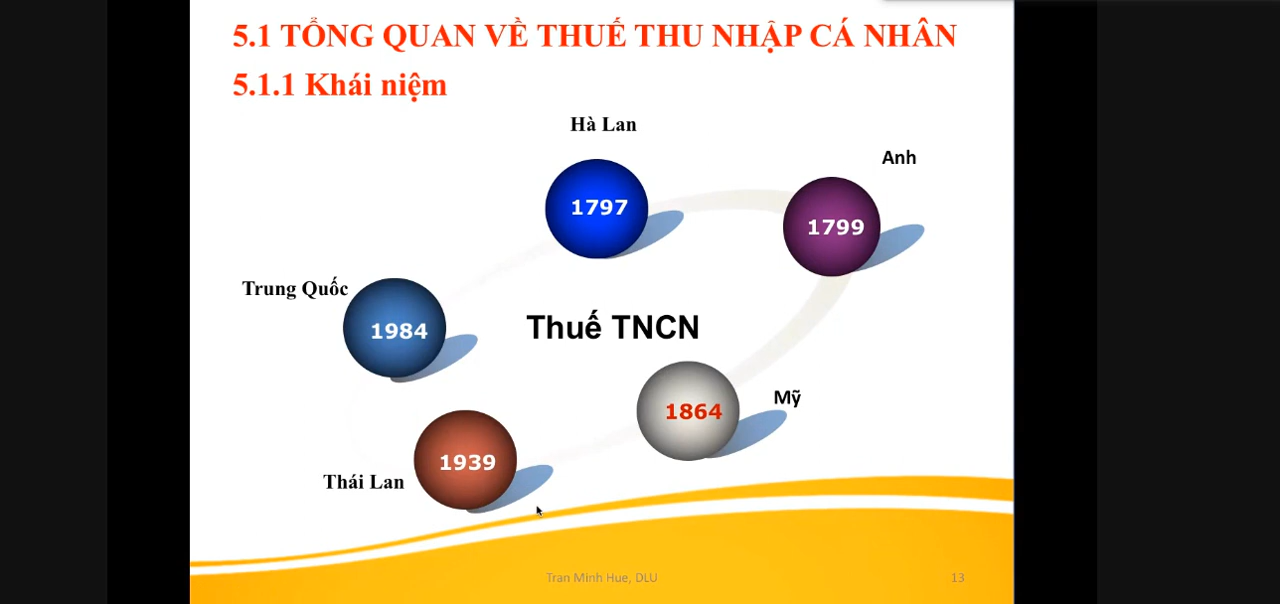 5.1 TỔNG QUAN VỀ THUẾ THU NHẬP CÁ NHÂN
5.1.1 Khái niệm
Hà Lan
Anh
1797
1799
Trung Quốc
1984
Thuế TNCN
Mỹ
1864
1939
Thái Lan
Tran Minh Hue, DLU
13